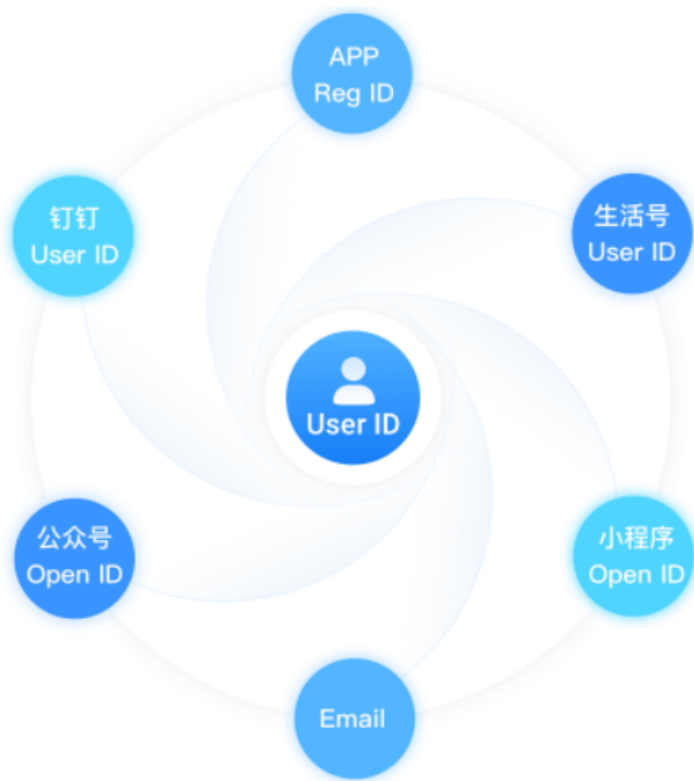 APP
Reg ID
钉钉
User ID
生活号
User ID
User ID
公众号
Open ID
小程序
Open ID
Email